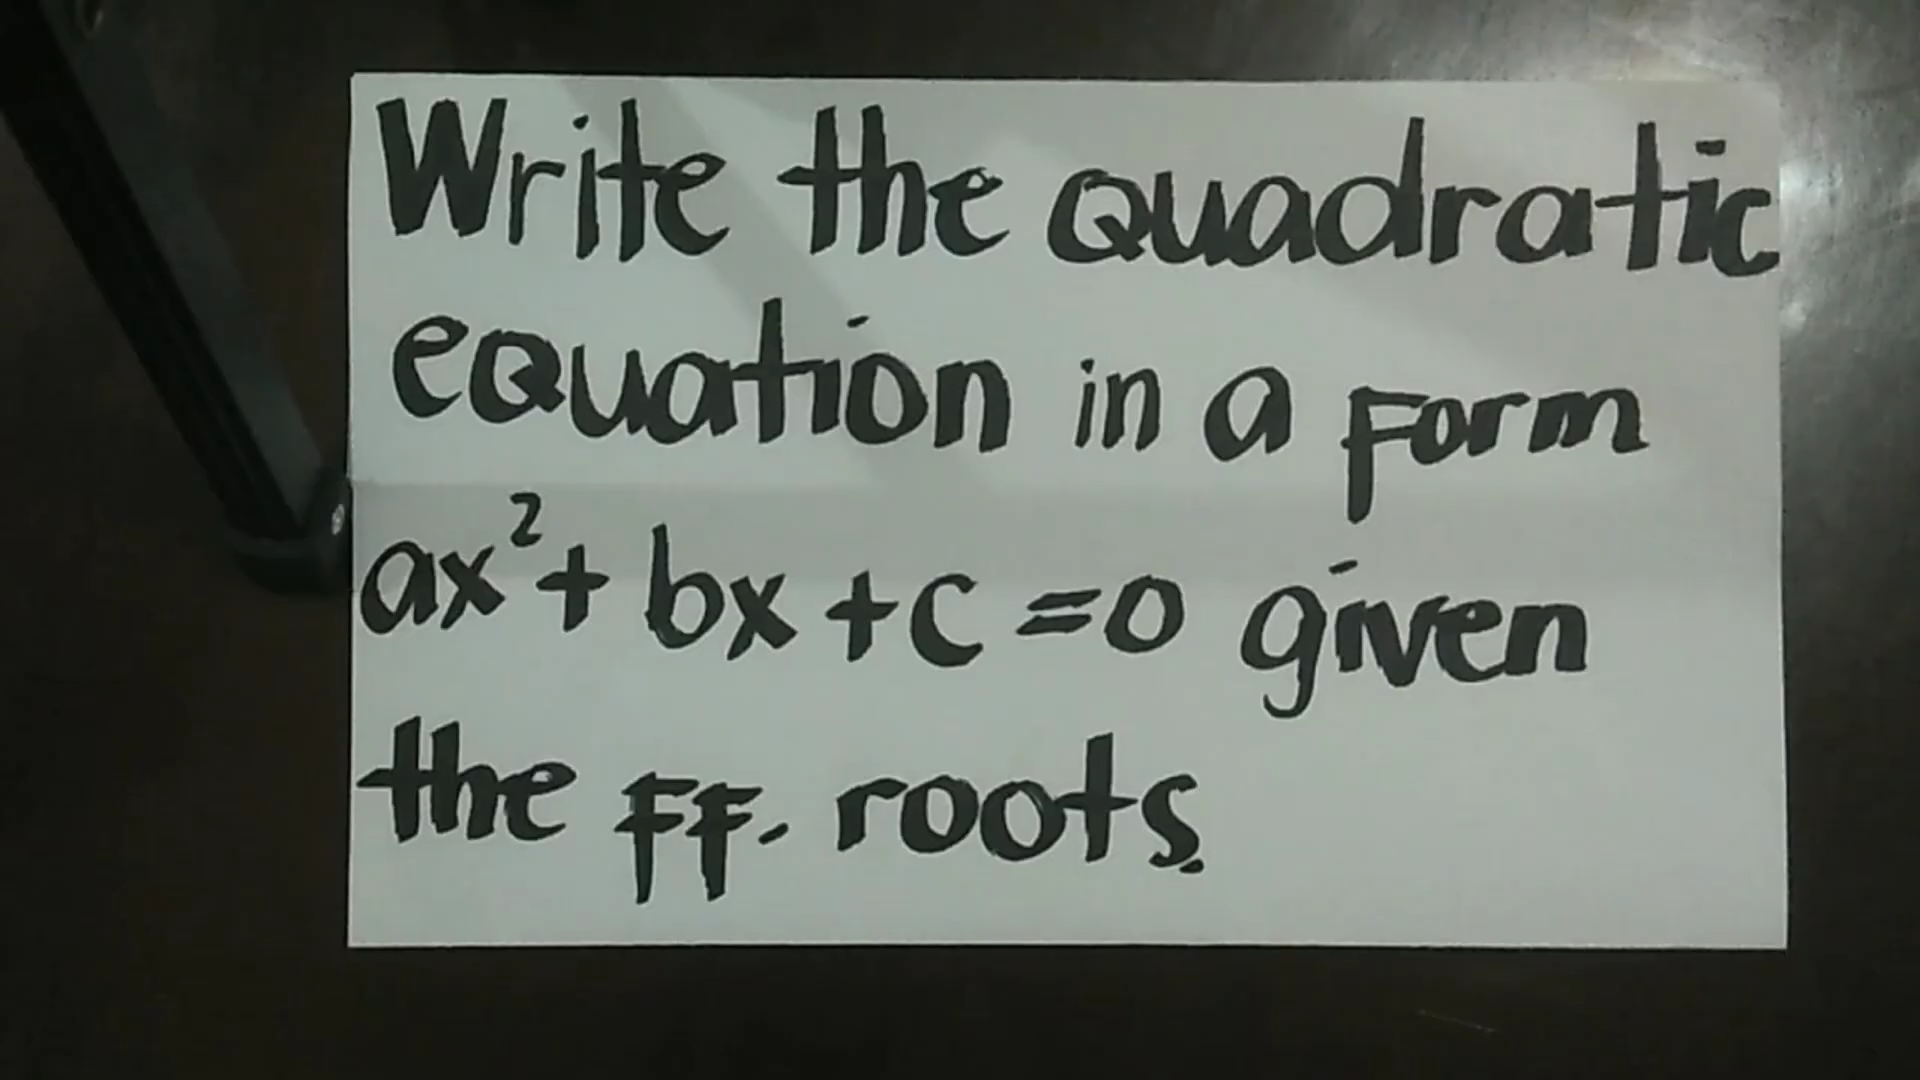 Write the quadratic
equation in a form
ax²+ bx +c =0 given
the ff. roots.